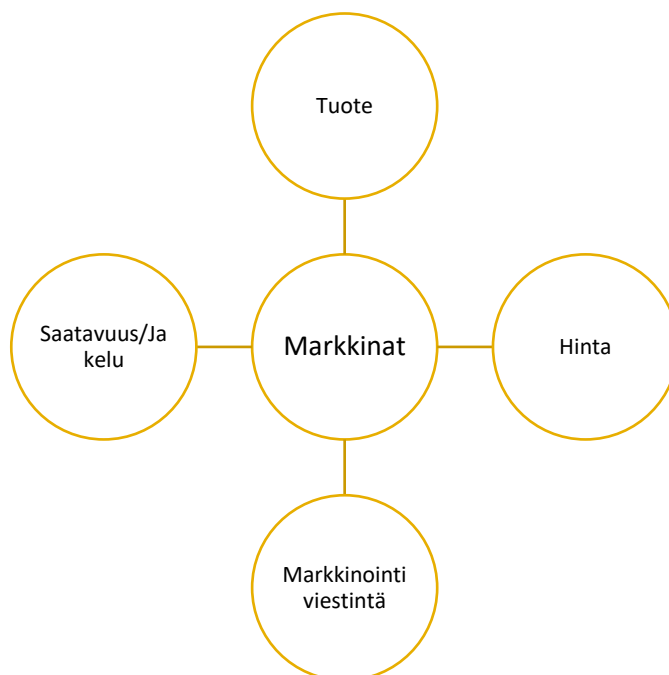 Tuote
Saatavuus/Ja
kelu
Markkinat
Hinta
Markkinointi
viestintä